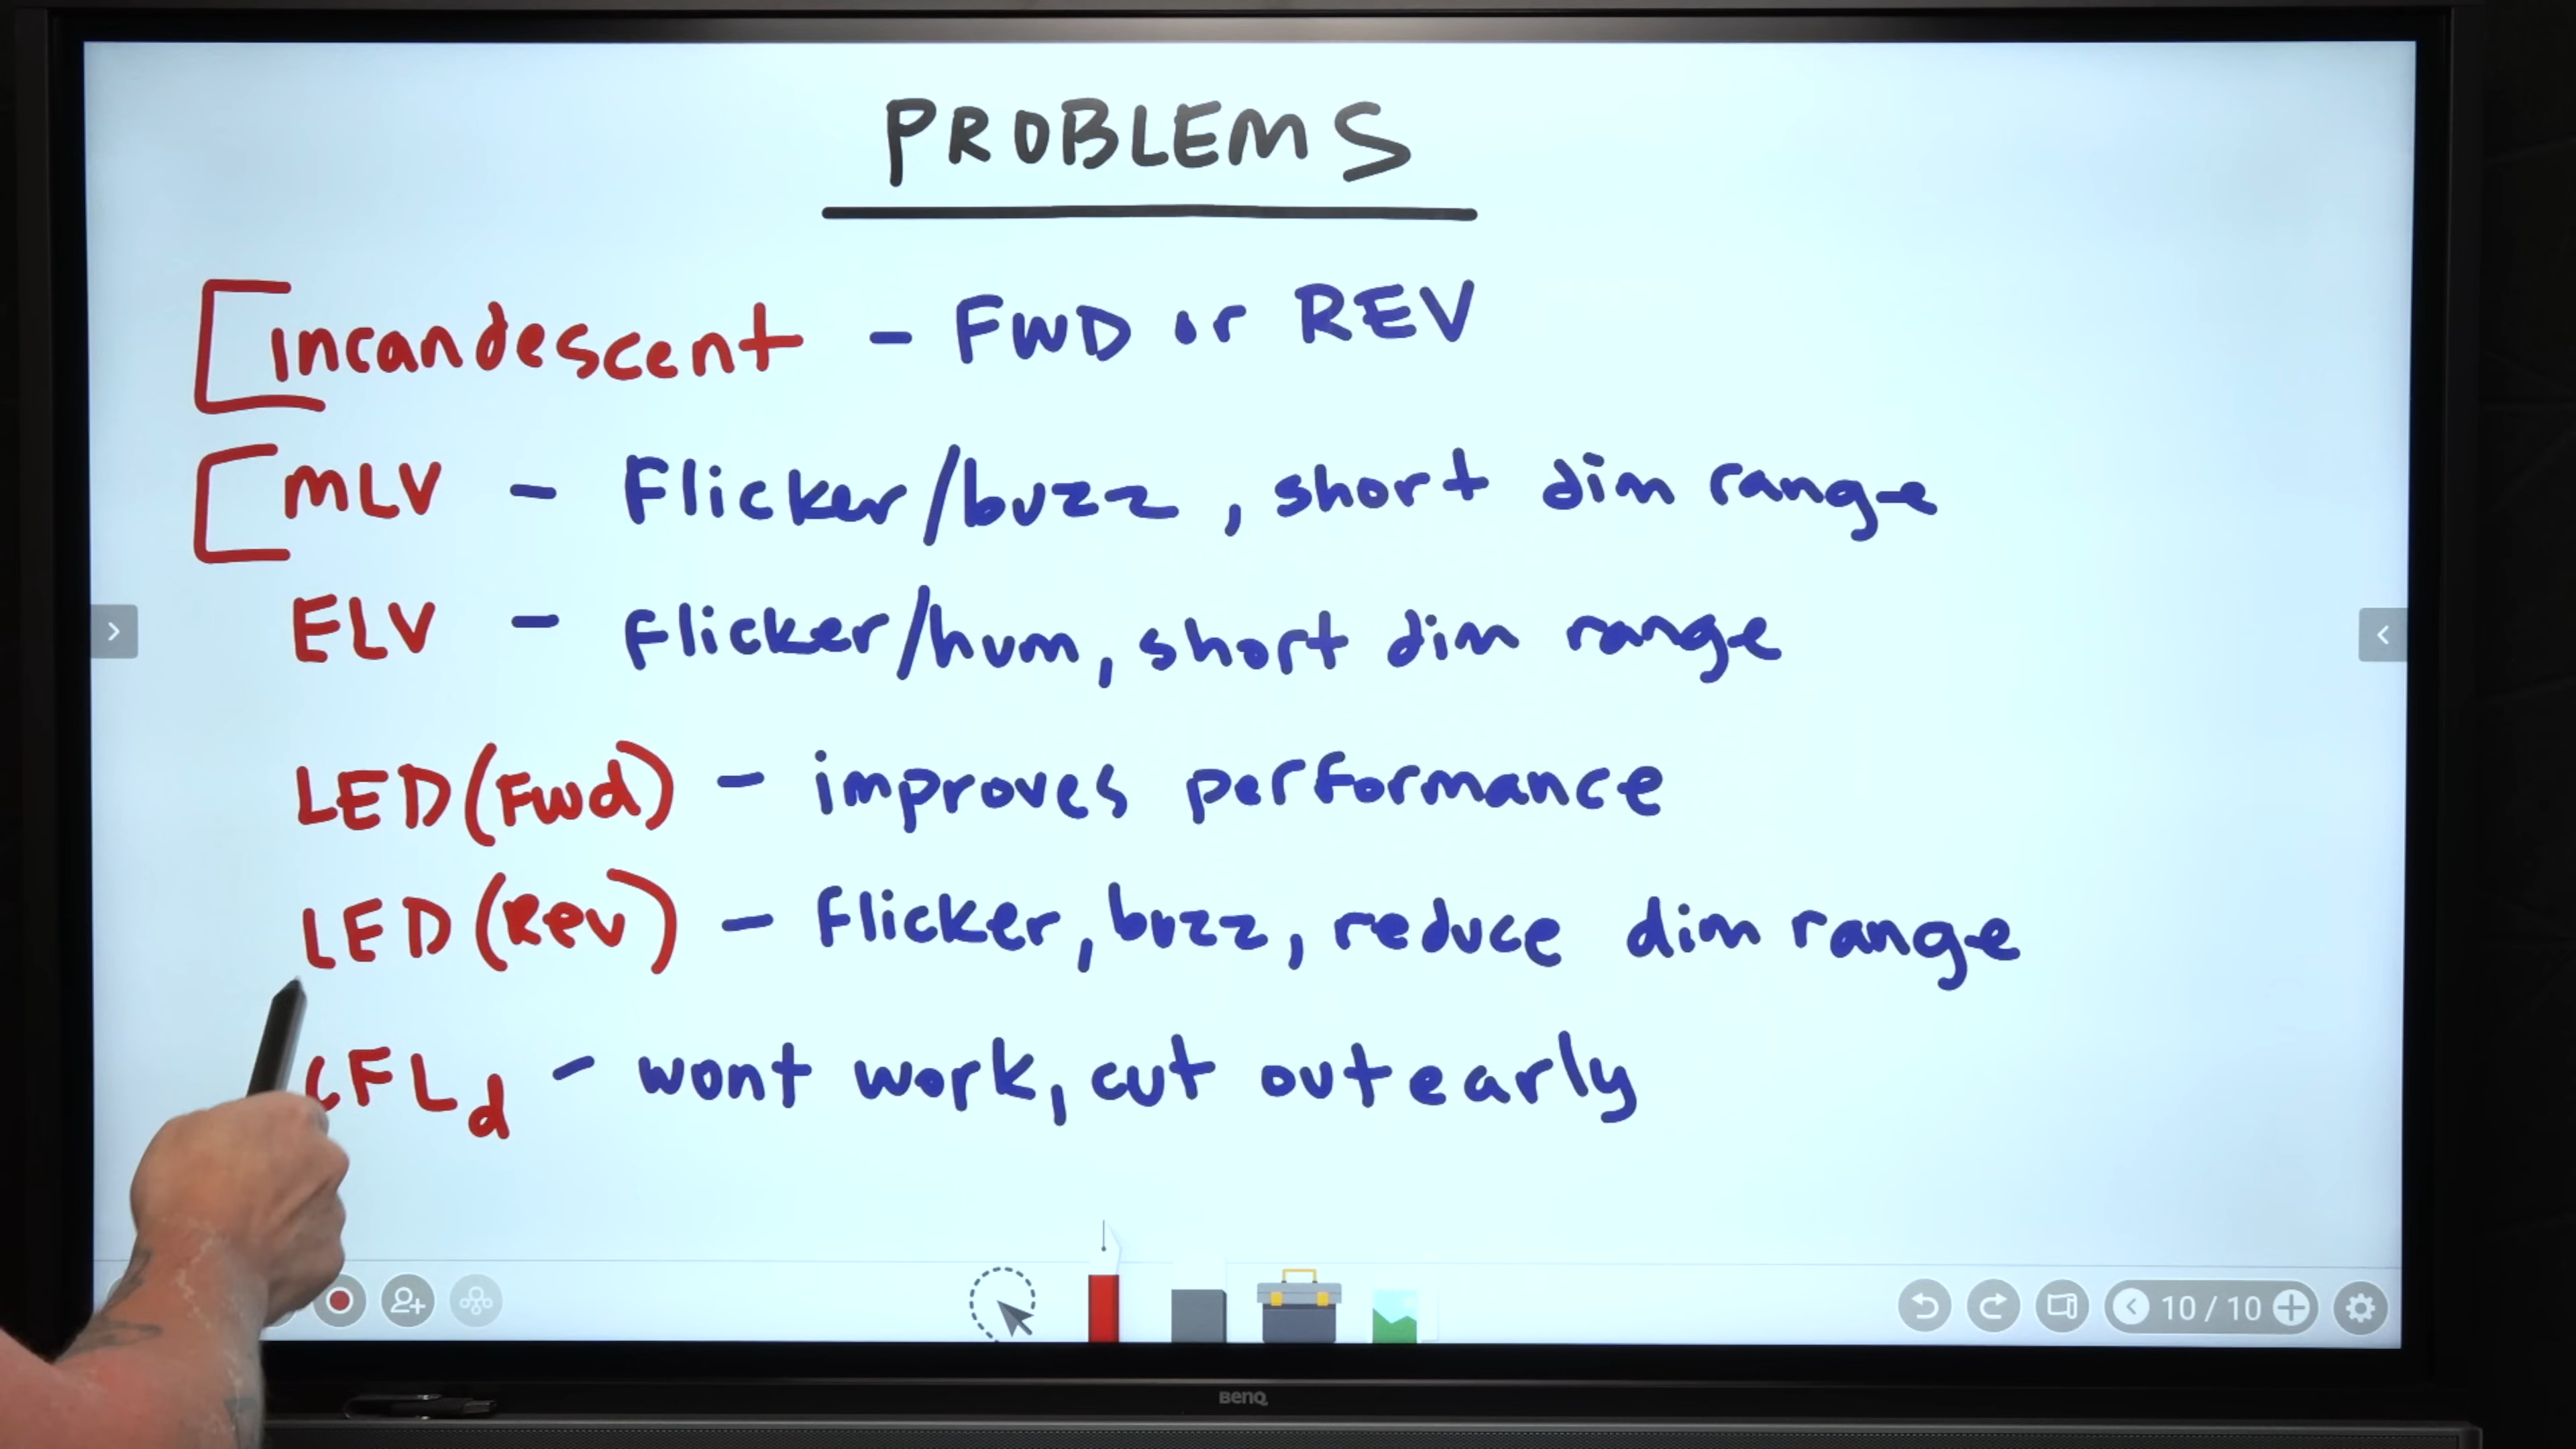 PROBLEMS
incandescent - FWD or REV
MLV - Flicker/buzz, short dim range
ELV - flicker/hum, short dim range
LED(Fwd) - improves performance
LED(Rev) - flicker, buzz, reduce dim range
CFLd - wont work, cut out early
10 / 10
BenQ